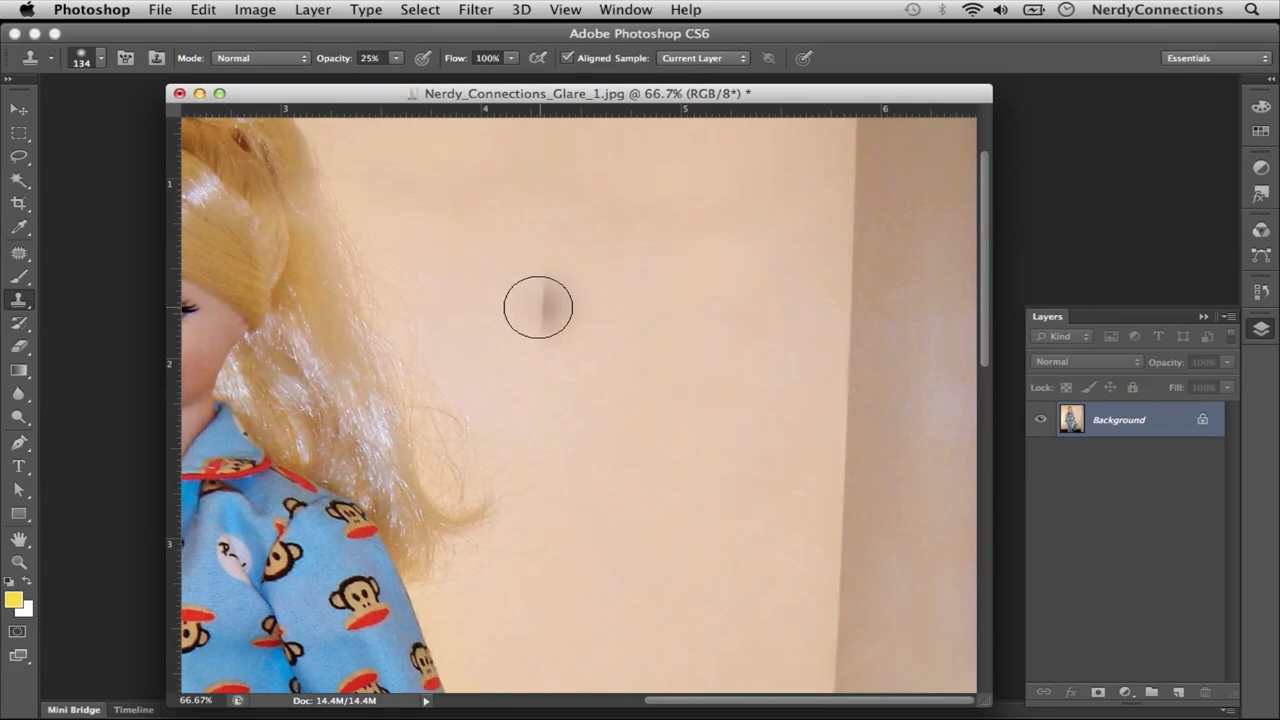 Photoshop File Edit Image Layer Type Select Filter 3D View Window Help NerdyConnections
Adobe Photoshop CS6
134 Mode: Normal Opacity: 25% Flow: 100% Aligned Sample: Current Layer Essentials
Nerdy_Connections_Glare_1.jpg @ 66.7% (RGB/8*) *
3 4 5 6
1
2
3
Layers
Kind
Normal Opacity: 100%
Lock: Fill: 100%
Background
66.67% Doc: 14.4M/14.4M
Mini Bridge Timeline